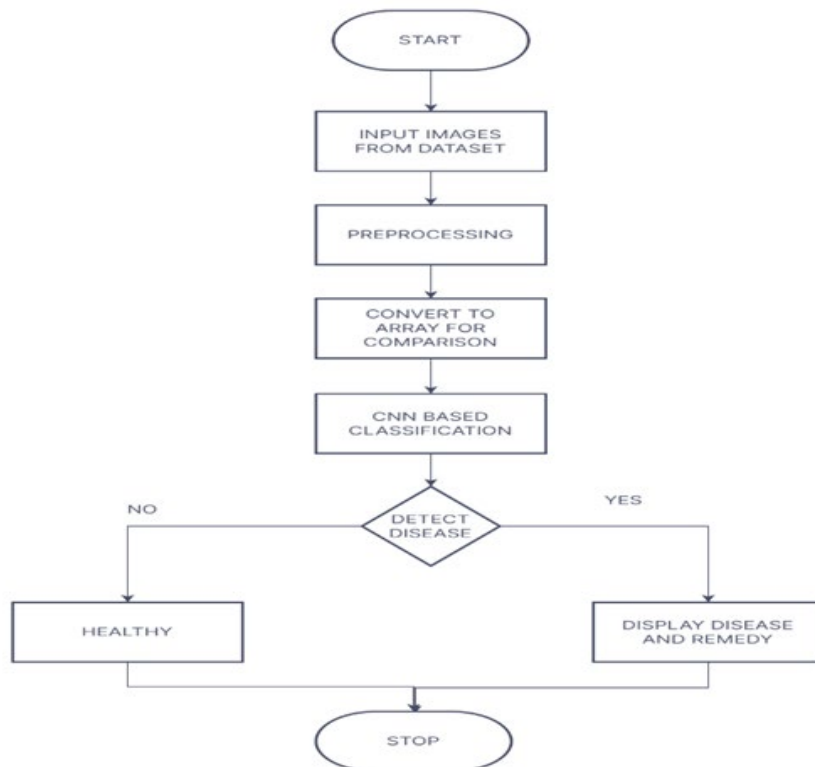 START
INPUT IMAGES
FROM DATASET
PREPROCESSING
CONVERT TO
ARRAY FOR
COMPARISON
CNN BASED
CLASSIFICATION
NO
YES
DETECT
DISEASE
HEALTHY
DISPLAY DISEASE
AND REMEDY
STOP